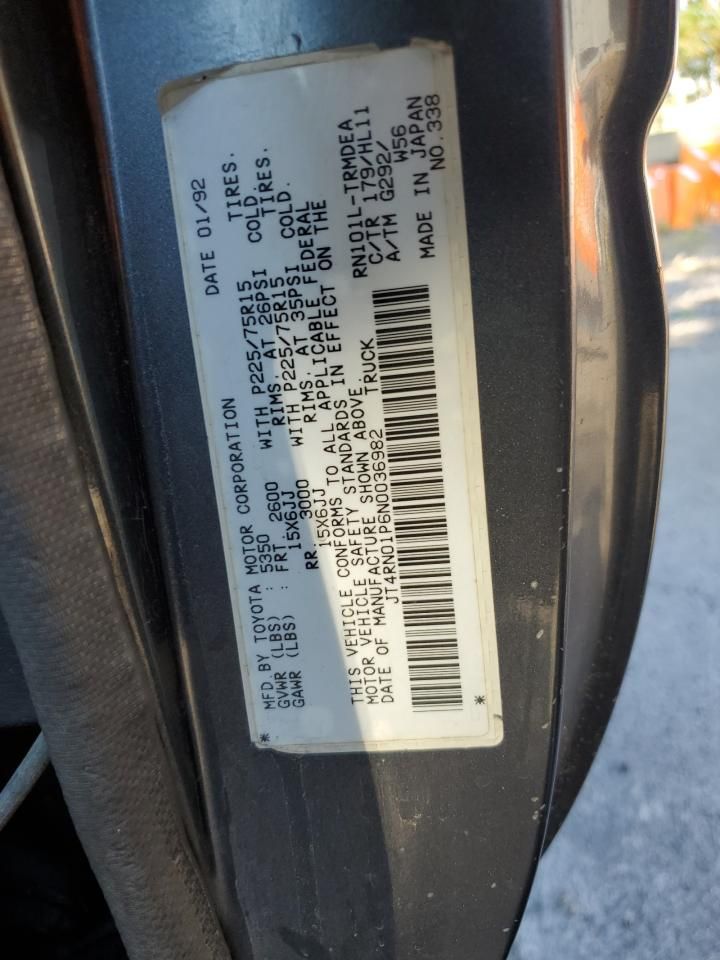 DATE 01/92
* MFD.BY TOYOTA MOTOR CORPORATION
GVWR (LBS) : 5350 WITH P225/75R15 TIRES.
GAWR (LBS) : FRT. 2600 RIMS.AT 26PSI COLD.
15X6JJ WITH P225/75R15 TIRES.
RR. 3000 RIMS.AT 35PSI COLD.
15X6JJ
THIS VEHICLE CONFORMS TO ALL APPLICABLE FEDERAL
MOTOR VEHICLE SAFETY STANDARDS IN EFFECT ON THE
DATE OF MANUFACTURE SHOWN ABOVE.
JT4RN01P6N0036982 TRUCK
RN101L-TRMDEA
C/TR 179/HL11
A/TM G292/
W56
MADE IN JAPAN
NO.338
*